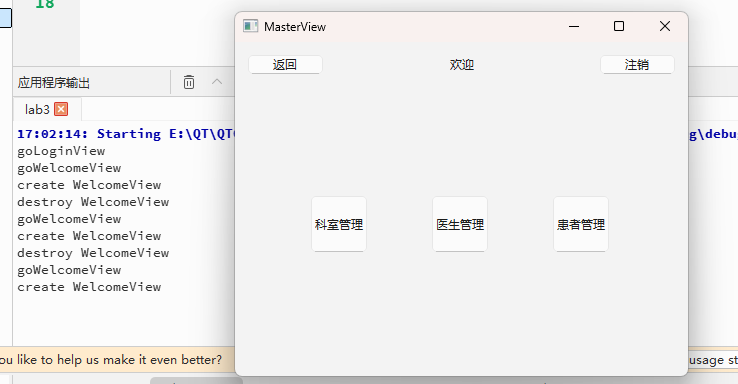 18
MasterView
返回 欢迎 注销
应用程序输出
lab3
17:02:14: Starting E:\QT\QT g\debu
goLoginView
goWelcomeView
create WelcomeView
destroy WelcomeView
goWelcomeView
create WelcomeView
destroy WelcomeView
goWelcomeView
create WelcomeView
科室管理 医生管理 患者管理
ou like to help us make it even better? usage st